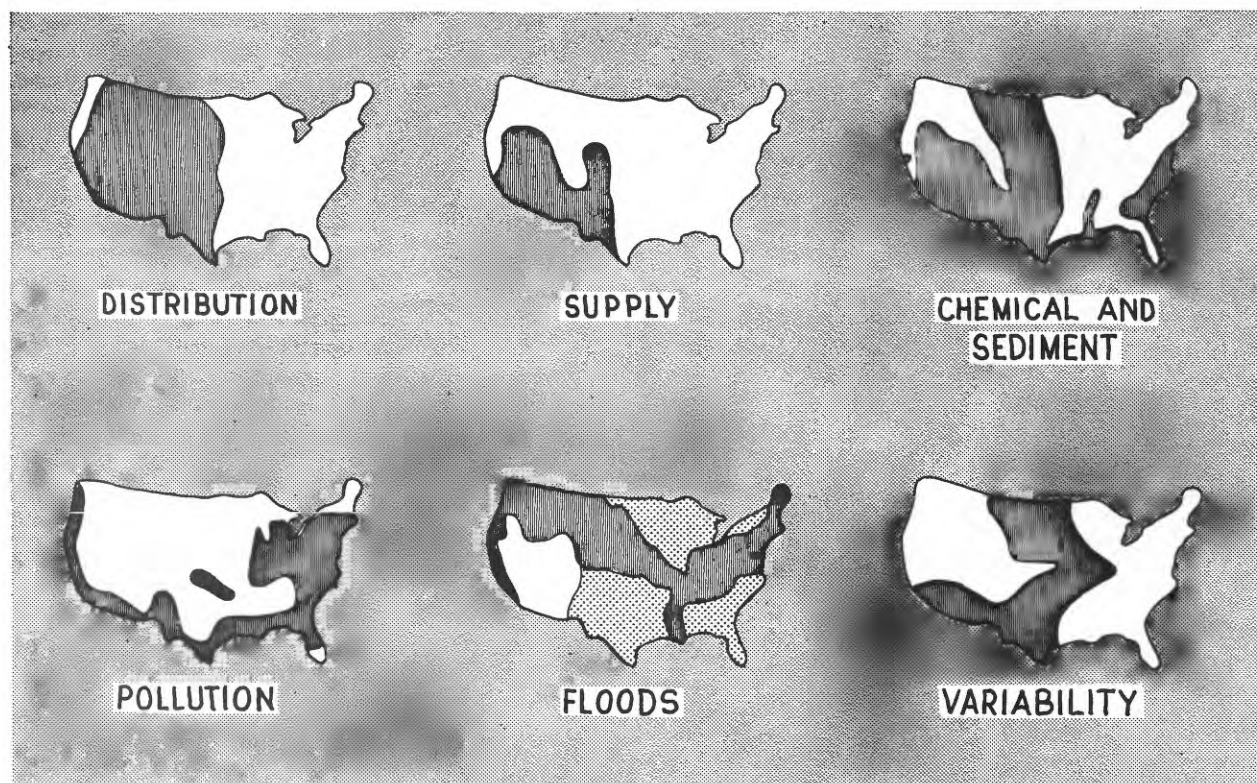 DISTRIBUTION
SUPPLY
CHEMICAL AND
SEDIMENT
POLLUTION
FLOODS
VARIABILITY